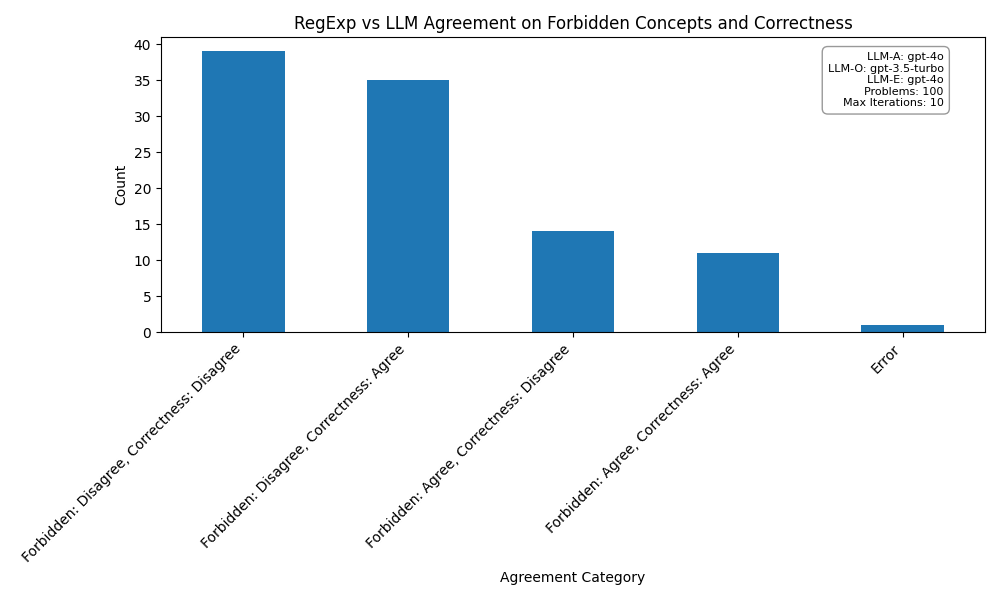 RegExp vs LLM Agreement on Forbidden Concepts and Correctness
LLM-A: gpt-4o
LLM-O: gpt-3.5-turbo
LLM-E: gpt-4o
Problems: 100
Max Iterations: 10
Count
40
35
30
25
20
15
10
5
0
Forbidden: Disagree, Correctness: Disagree
Forbidden: Disagree, Correctness: Agree
Forbidden: Agree, Correctness: Disagree
Forbidden: Agree, Correctness: Agree
Error
Agreement Category